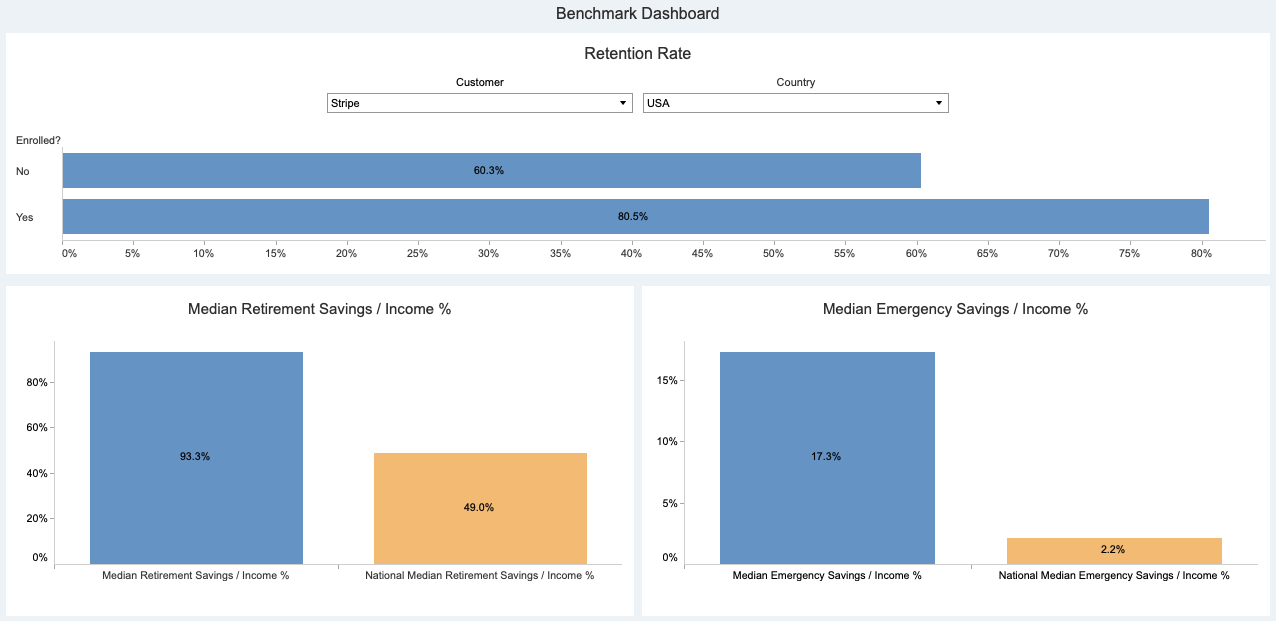 Benchmark Dashboard
Retention Rate
Customer Country
Stripe USA
Enrolled?
No 60.3%
Yes 80.5%
0% 5% 10% 15% 20% 25% 30% 35% 40% 45% 50% 55% 60% 65% 70% 75% 80%
Median Retirement Savings / Income %
80%
60%
40%
20%
0%
93.3%
49.0%
Median Retirement Savings / Income % National Median Retirement Savings / Income %
Median Emergency Savings / Income %
15%
10%
5%
0%
17.3%
2.2%
Median Emergency Savings / Income % National Median Emergency Savings / Income %